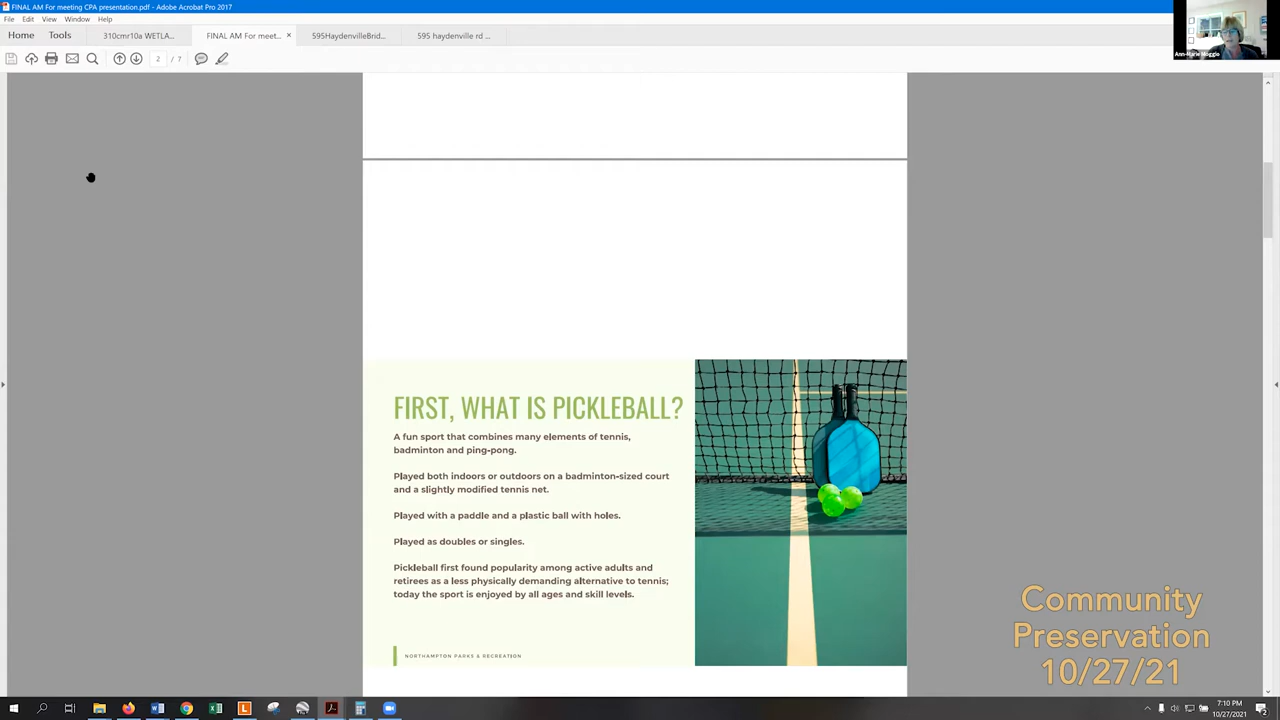 FINAL AM For meeting CPA presentation.pdf - Adobe Acrobat Pro 2017
File Edit View Window Help
Home Tools 310cmr10a WETLA... FINAL AM For meet... × 595HaydenvilleBrid... 595 haydenville rd ...
2 / 7
Ann-Marie Moggio
FIRST, WHAT IS PICKLEBALL?
A fun sport that combines many elements of tennis,
badminton and ping-pong.
Played both indoors or outdoors on a badminton-sized court
and a slightly modified tennis net.
Played with a paddle and a plastic ball with holes.
Played as doubles or singles.
Pickleball first found popularity among active adults and
retirees as a less physically demanding alternative to tennis;
today the sport is enjoyed by all ages and skill levels.
NORTHAMPTON PARKS & RECREATION
Community
Preservation
10/27/21
7:10 PM
10/27/2021